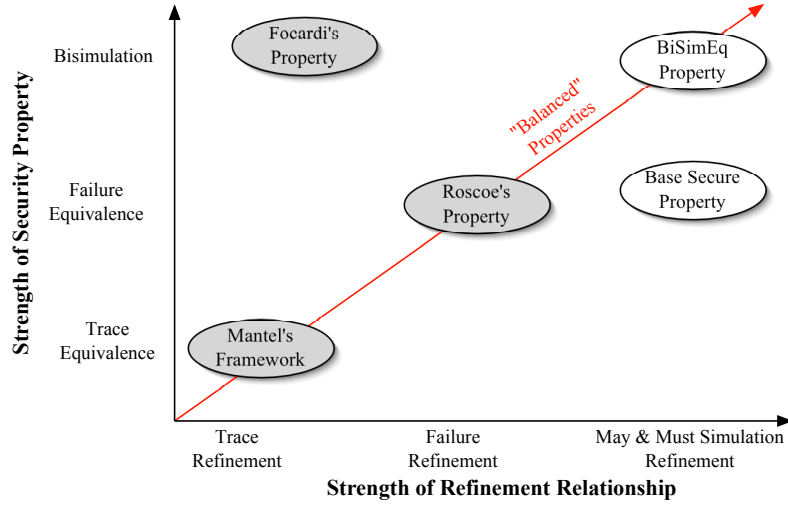 Bisimulation
Focardi's
Property
BiSimEq
Property
"Balanced"
Properties
Strength of Security Property
Failure
Equivalence
Roscoe's
Property
Base Secure
Property
Trace
Equivalence
Mantel's
Framework
Trace
Refinement
Failure
Refinement
May & Must Simulation
Refinement
Strength of Refinement Relationship